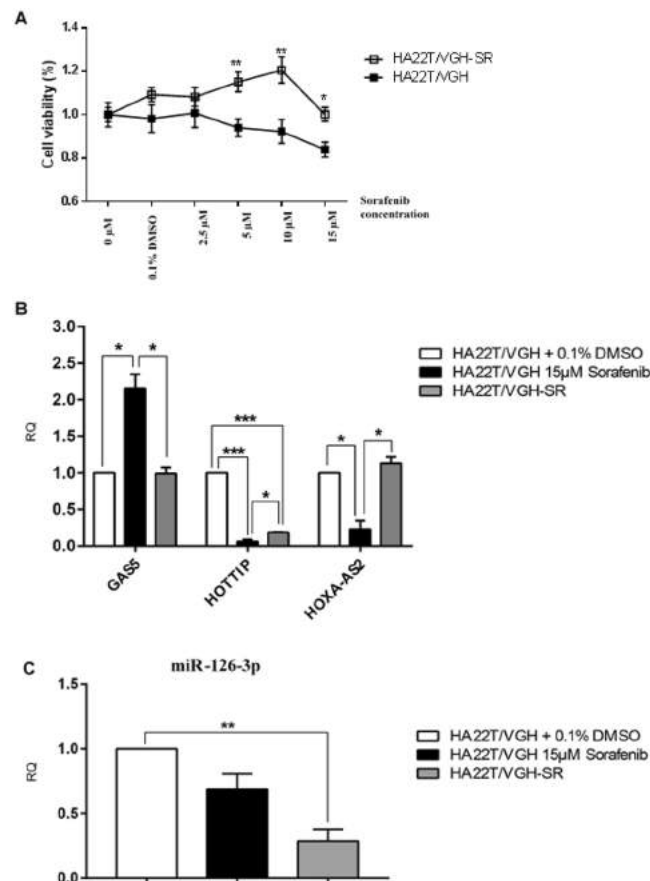 A
Cell viability (%)
1.4
1.2
1.0
0.8
0.6
**
**
*
HA22T/VGH-SR
HA22T/VGH
0 µM
0.1% DMSO
2.5 µM
5 µM
10 µM
15 µM
Sorafenib
concentration
B
RQ
3.0
2.5
2.0
1.5
1.0
0.5
0.0
* *
***
***
*
* *
GAS5
HOTTIP
HOXA-AS2
HA22T/VGH + 0.1% DMSO
HA22T/VGH 15µM Sorafenib
HA22T/VGH-SR
C
miR-126-3p
RQ
1.5
1.0
0.5
0.0
**
HA22T/VGH + 0.1% DMSO
HA22T/VGH 15µM Sorafenib
HA22T/VGH-SR